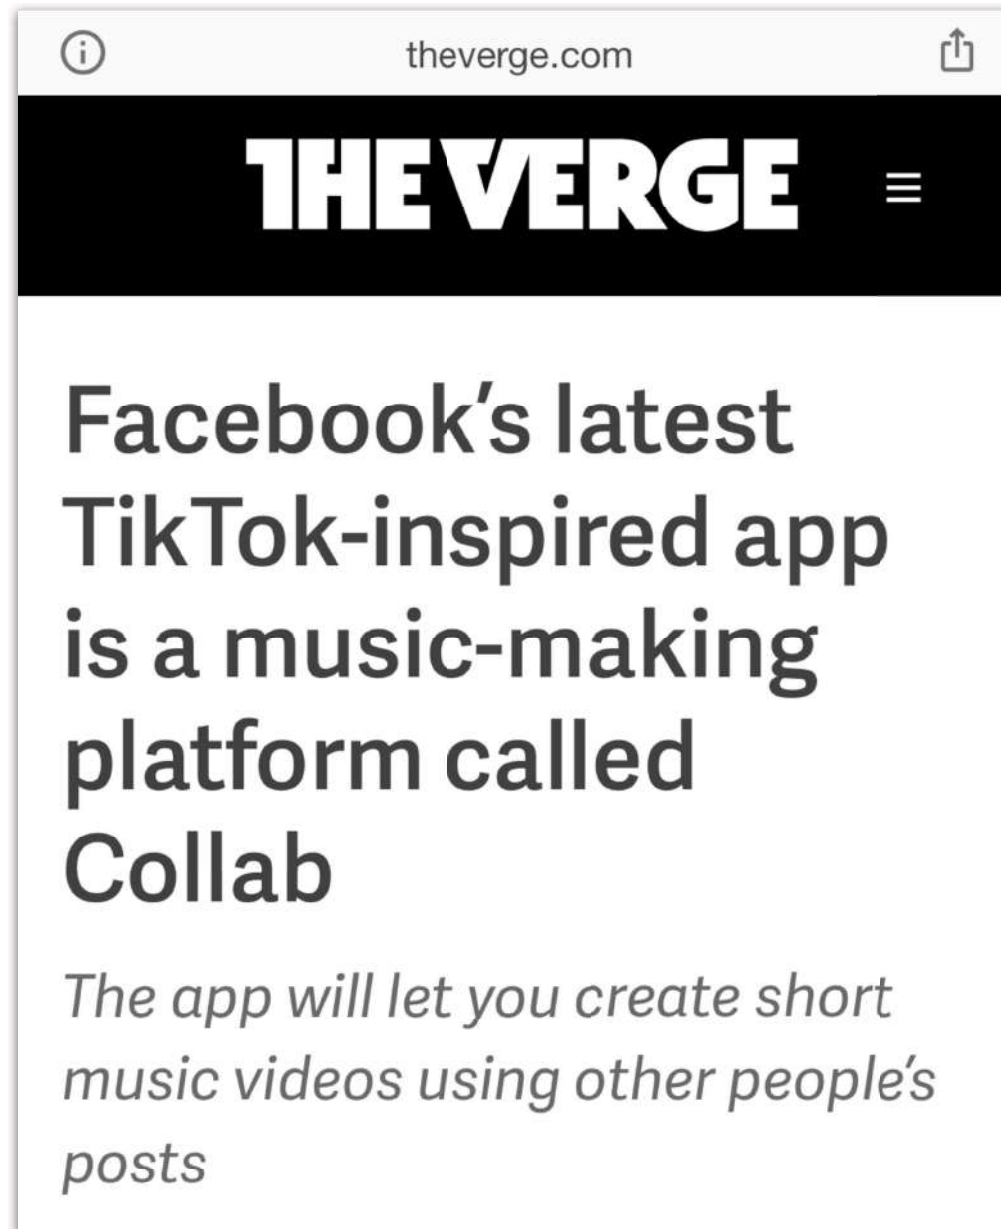 theverge.com
THE VERGE
Facebook’s latest
TikTok-inspired app
is a music-making
platform called
Collab
The app will let you create short
music videos using other people’s
posts